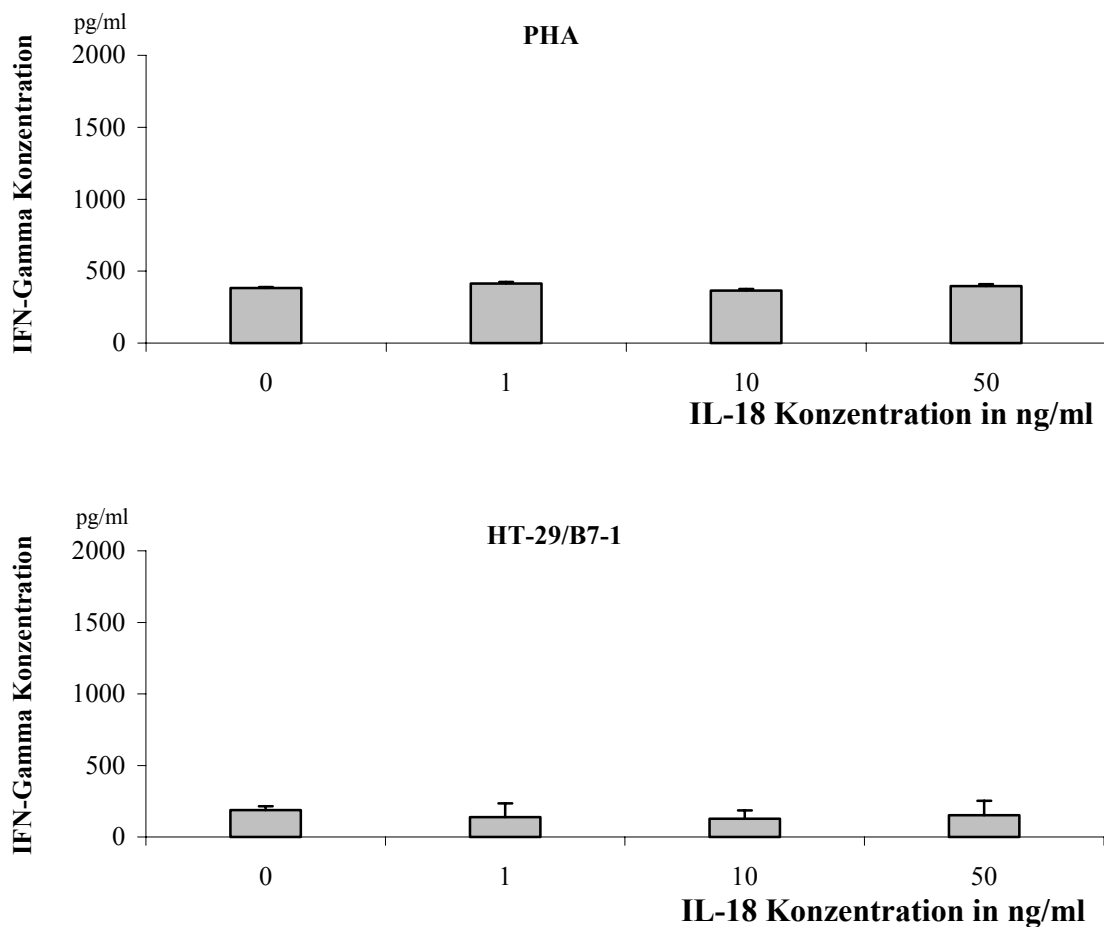 pg/ml
PHA
IFN-Gamma Konzentration
2000
1500
1000
500
0
0 1 10 50
IL-18 Konzentration in ng/ml
pg/ml
HT-29/B7-1
IFN-Gamma Konzentration
2000
1500
1000
500
0
0 1 10 50
IL-18 Konzentration in ng/ml